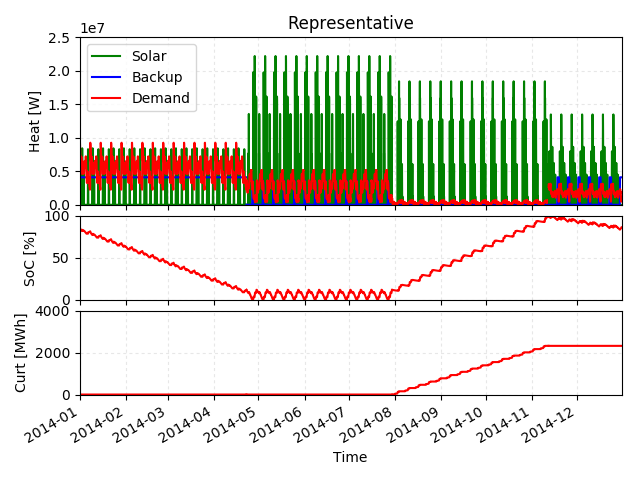 Representative
1e7
Heat [W]
2.5
2.0
1.5
1.0
0.5
0.0
Solar
Backup
Demand
SoC [%]
100
50
0
Curt [MWh]
4000
2000
0
2014-01
2014-02
2014-03
2014-04
2014-05
2014-06
2014-07
2014-08
2014-09
2014-10
2014-11
2014-12
Time